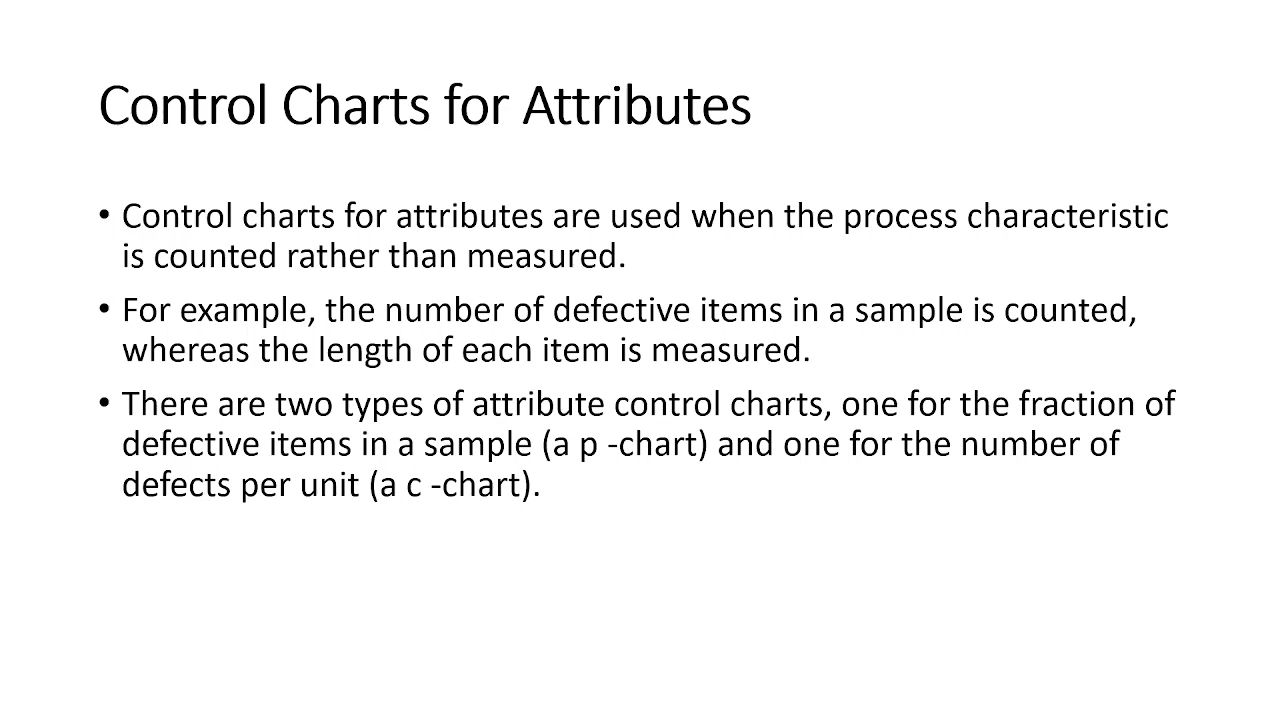 Control Charts for Attributes
• Control charts for attributes are used when the process characteristic
is counted rather than measured.
• For example, the number of defective items in a sample is counted,
whereas the length of each item is measured.
• There are two types of attribute control charts, one for the fraction of
defective items in a sample (a p -chart) and one for the number of
defects per unit (a c -chart).